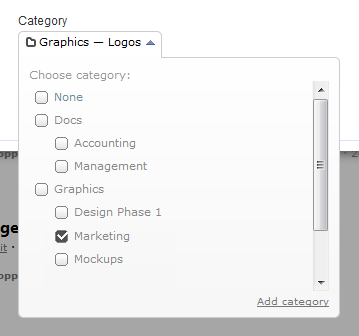 Category
Graphics — Logos
Choose category:
None
Docs
Accounting
Management
Graphics
Design Phase 1
Marketing
Mockups
Add category